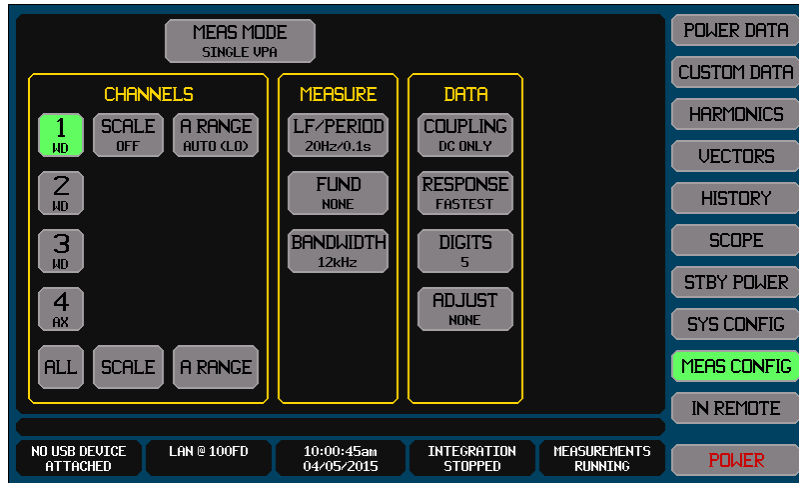 MEAS MODE
SINGLE VPA
CHANNELS
1
WD
SCALE
OFF
A RANGE
AUTO (LO)
2
WD
3
WD
4
AX
ALL
SCALE
A RANGE
MEASURE
LF/PERIOD
20Hz/0.1s
FUND
NONE
BANDWIDTH
12kHz
DATA
COUPLING
DC ONLY
RESPONSE
FASTEST
DIGITS
5
ADJUST
NONE
POWER DATA
CUSTOM DATA
HARMONICS
VECTORS
HISTORY
SCOPE
STBY POWER
SYS CONFIG
MEAS CONFIG
IN REMOTE
POWER
NO USB DEVICE
ATTACHED
LAN @ 100FD
10:00:45am
04/05/2015
INTEGRATION
STOPPED
MEASUREMENTS
RUNNING